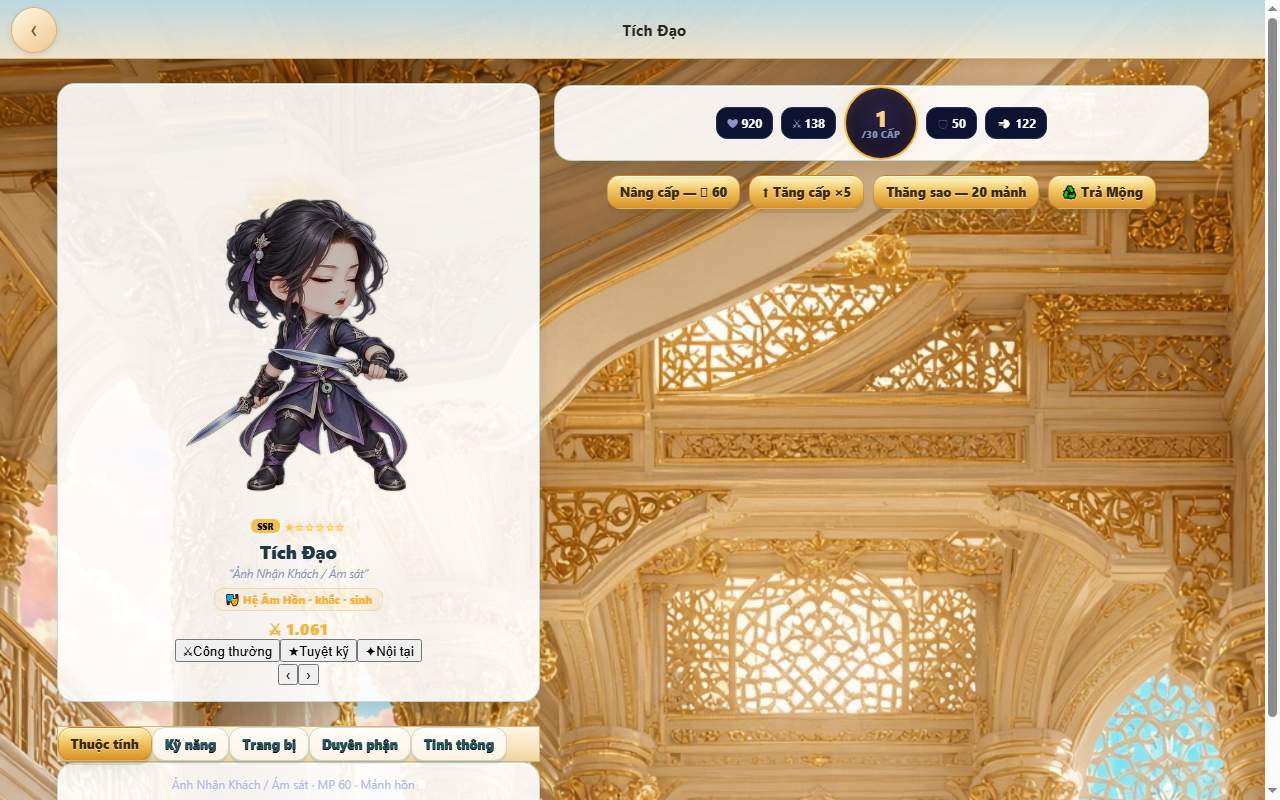 ‹
Tích Đạo
920
138
1
/30 CẤP
50
122
Nâng cấp — 60
↑ Tăng cấp ×5
Thăng sao — 20 mảnh
Trả Mộng
SSR ★☆☆☆☆☆
Tích Đạo
"Ảnh Nhận Khách / Ám sát"
Hệ Âm Hồn · khắc · sinh
⚔ 1.061
⚔Công thường ★Tuyệt kỹ ✦Nội tại
‹ ›
Thuộc tính Kỹ năng Trang bị Duyên phận Tinh thông
Ảnh Nhận Khách / Ám sát · MP 60 · Mảnh hồn 0